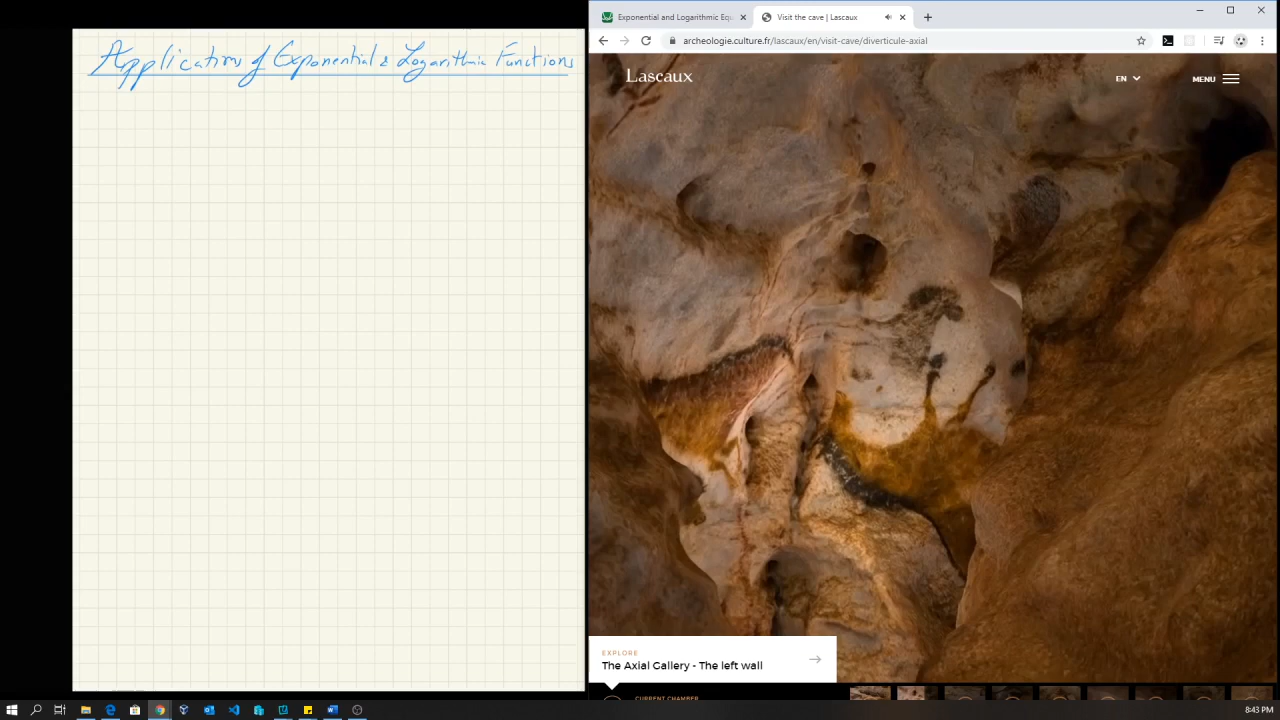 Application of Exponential & Logarithmic Functions
Exponential and Logarithmic Equ
Visit the cave | Lascaux
archeologie.culture.fr/lascaux/en/visit-cave/diverticule-axial
Lascaux
EN
MENU
EXPLORE
The Axial Gallery - The left wall
CURRENT CHAMBER
8:43 PM